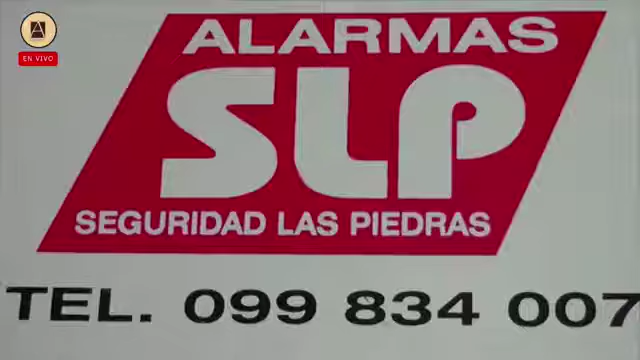 A
EN VIVO
ALARMAS
SLP
SEGURIDAD LAS PIEDRAS
TEL. 099 834 007